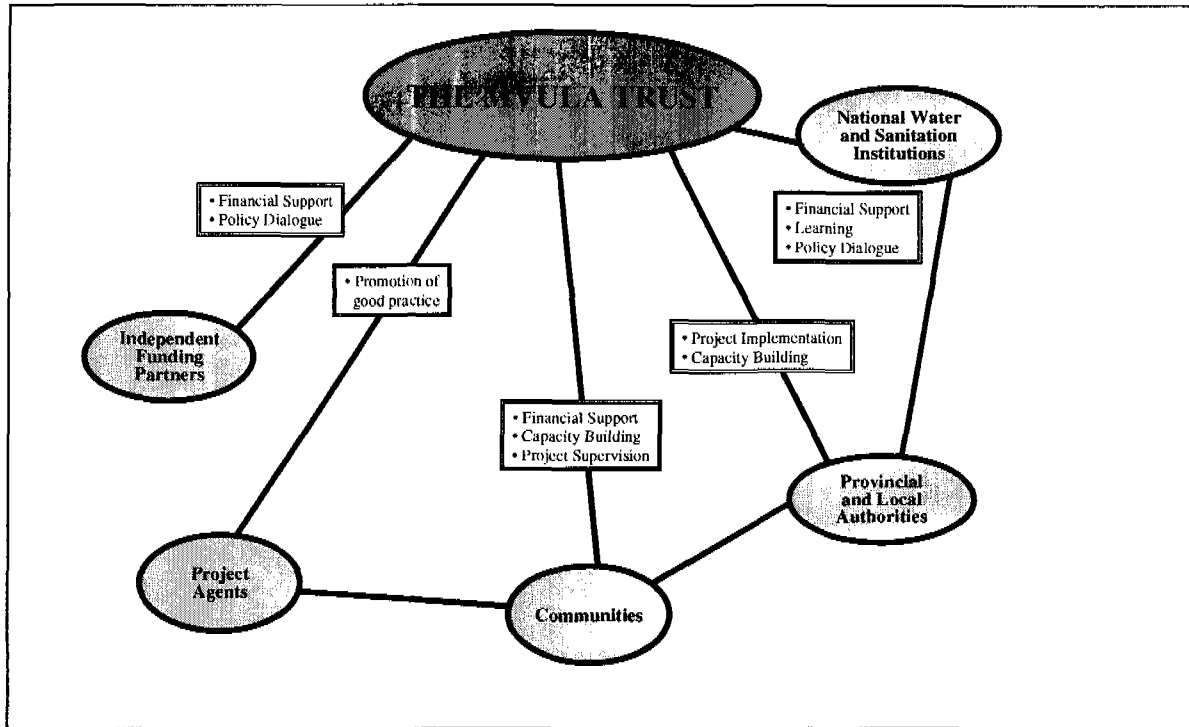 THE MVULA TRUST
National Water
and Sanitation
Institutions
• Financial Support
• Policy Dialogue
• Financial Support
• Learning
• Policy Dialogue
• Promotion of
good practice
Independent
Funding
Partners
• Project Implementation
• Capacity Building
• Financial Support
• Capacity Building
• Project Supervision
Provincial
and Local
Authorities
Project
Agents
Communities